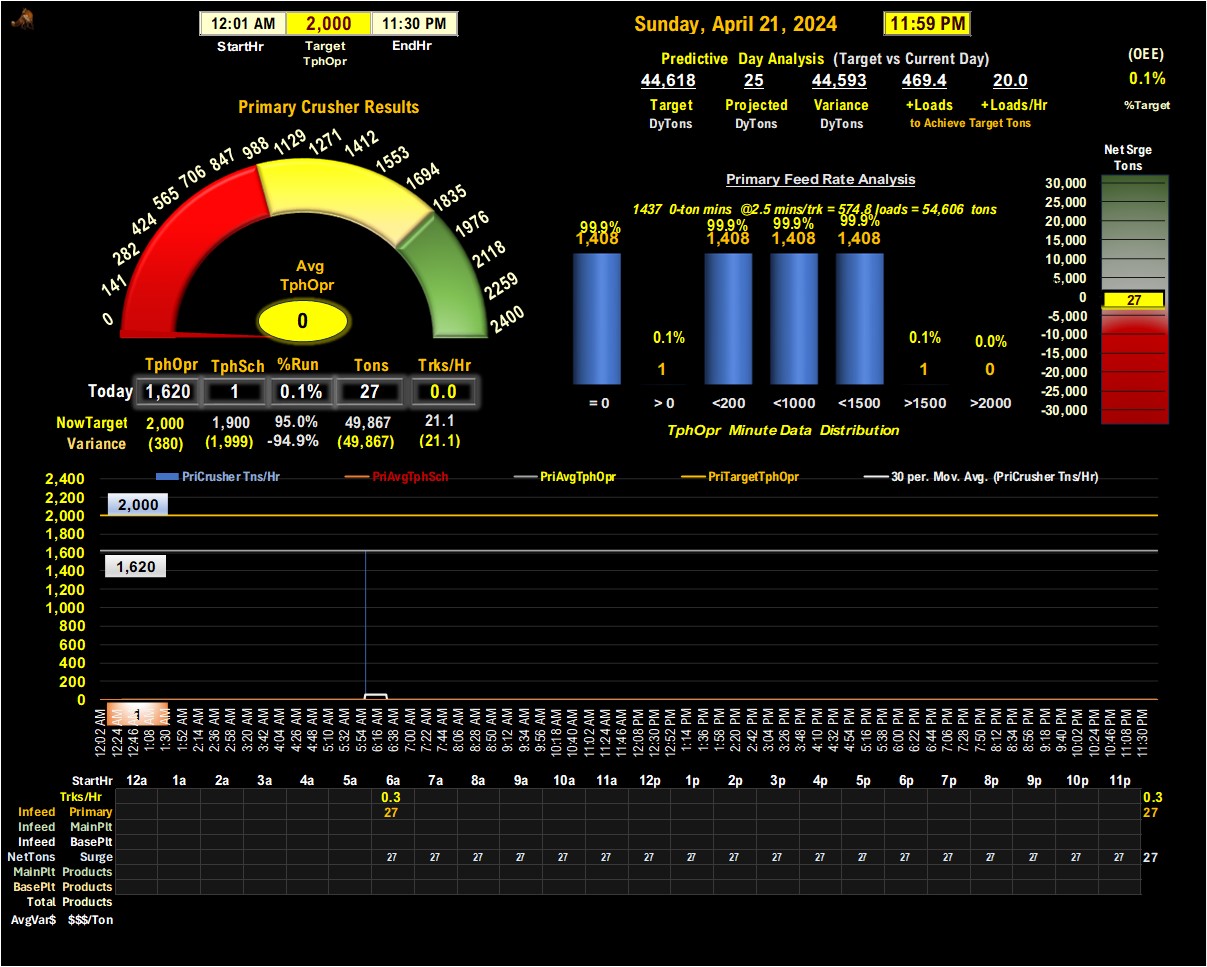 12:01 AM 2,000 11:30 PM
StartHr Target TphOpr EndHr
Sunday, April 21, 2024 11:59 PM
Predictive Day Analysis (Target vs Current Day)
44,618 25 44,593 469.4 20.0
Target Projected Variance +Loads +Loads/Hr
DyTons DyTons DyTons to Achieve Target Tons
(OEE)
0.1%
%Target
Primary Crusher Results
0 141 282 424 565 706 847 988 1129 1271 1412 1553 1694 1835 1976 2118 2259 2400
Avg
TphOpr
0
TphOpr TphSch %Run Tons Trks/Hr
Today 1,620 1 0.1% 27 0.0
NowTarget 2,000 1,900 95.0% 49,867 21.1
Variance (380) (1,999) -94.9% (49,867) (21.1)
Primary Feed Rate Analysis
1437 0-ton mins @2.5 mins/trk = 574.8 loads = 54,606 tons
99.9% 0.1% 99.9% 99.9% 99.9% 0.1% 0.0%
1,408 1 1,408 1,408 1,408 1 0
= 0 > 0 <200 <1000 <1500 >1500 >2000
TphOpr Minute Data Distribution
Net Srge
Tons
30,000
25,000
20,000
15,000
10,000
5,000
0
-5,000
-10,000
-15,000
-20,000
-25,000
-30,000
27
PriCrusher Tns/Hr PriAvgTphSch PriAvgTphOpr PriTargetTphOpr 30 per. Mov. Avg. (PriCrusher Tns/Hr)
2,400
2,200
2,000
1,800
1,600
1,400
1,200
1,000
800
600
400
200
0
2,000
1,620
1
12:02 AM 12:24 AM 12:46 AM 1:08 AM 1:30 AM 1:52 AM 2:14 AM 2:36 AM 2:58 AM 3:20 AM 3:42 AM 4:04 AM 4:26 AM 4:48 AM 5:10 AM 5:32 AM 5:54 AM 6:16 AM 6:38 AM 7:00 AM 7:22 AM 7:44 AM 8:06 AM 8:28 AM 8:50 AM 9:12 AM 9:34 AM 9:56 AM 10:18 AM 10:40 AM 11:02 AM 11:24 AM 11:46 AM 12:08 PM 12:30 PM 12:52 PM 1:14 PM 1:36 PM 1:58 PM 2:20 PM 2:42 PM 3:04 PM 3:26 PM 3:48 PM 4:10 PM 4:32 PM 4:54 PM 5:16 PM 5:38 PM 6:00 PM 6:22 PM 6:44 PM 7:06 PM 7:28 PM 7:50 PM 8:12 PM 8:34 PM 8:56 PM 9:18 PM 9:40 PM 10:02 PM 10:24 PM 10:46 PM 11:08 PM 11:30 PM
StartHr 12a 1a 2a 3a 4a 5a 6a 7a 8a 9a 10a 11a 12p 1p 2p 3p 4p 5p 6p 7p 8p 9p 10p 11p
Trks/Hr 0.3 0.3
Infeed Primary 27 27
Infeed MainPlt
Infeed BasePlt
NetTons Surge 27 27 27 27 27 27 27 27 27 27 27 27 27 27 27 27 27 27 27
MainPlt Products
BasePlt Products
Total Products
AvgVar$ $$$/Ton